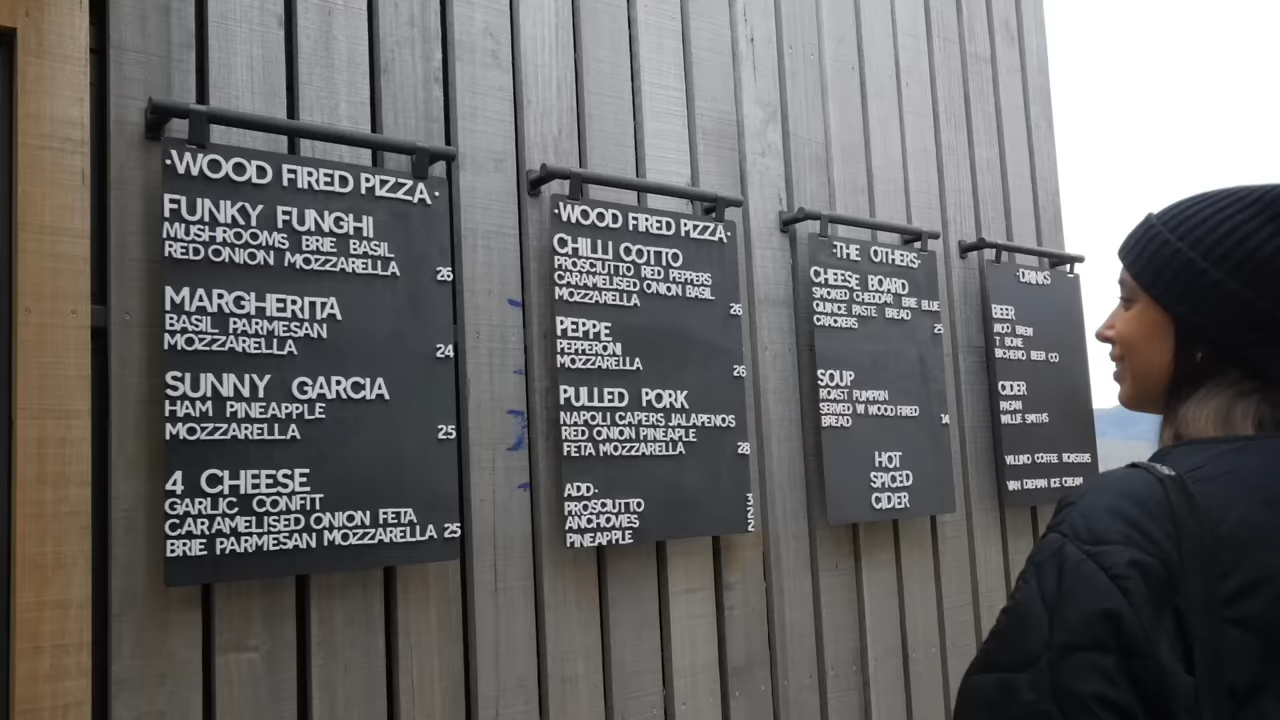 ·WOOD FIRED PIZZA·
FUNKY FUNGHI
MUSHROOMS BRIE BASIL
RED ONION MOZZARELLA 26
MARGHERITA
BASIL PARMESAN
MOZZARELLA 24
SUNNY GARCIA
HAM PINEAPPLE
MOZZARELLA 25
4 CHEESE
GARLIC CONFIT
CARAMELISED ONION FETA
BRIE PARMESAN MOZZARELLA 25
·WOOD FIRED PIZZA·
CHILLI COTTO
PROSCIUTTO RED PEPPERS
CARAMELISED ONION BASIL
MOZZARELLA 26
PEPPE
PEPPERONI
MOZZARELLA 26
PULLED PORK
NAPOLI CAPERS JALAPENOS
RED ONION PINEAPPLE
FETA MOZZARELLA 28
ADD·
PROSCIUTTO 3
ANCHOVIES 2
PINEAPPLE 2
·THE OTHERS·
CHEESE BOARD
SMOKED CHEDDAR BRIE BLUE
QUINCE PASTE BREAD
CRACKERS 25
SOUP
ROAST PUMPKIN
SERVED W WOOD FIRED
BREAD 14
HOT
SPICED
CIDER
·DRINKS·
BEER
MOO BREW
T BONE
BICHENO BEER CO
CIDER
PAGAN
WILLIE SMITHS
VILLINO COFFEE ROASTERS
VAN DIEMAN ICE CREAM